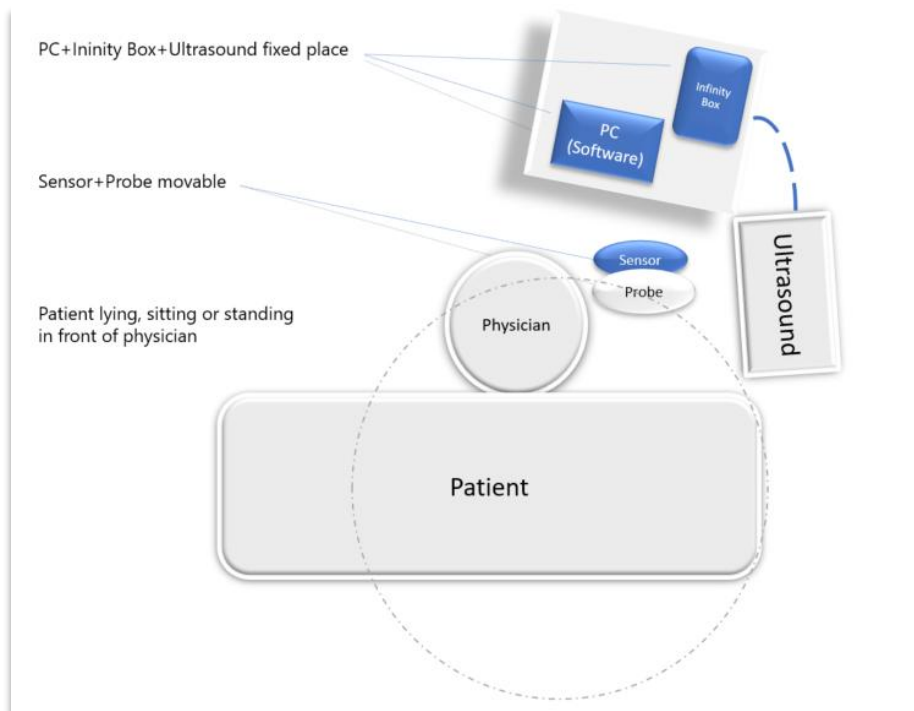 PC+Ininity Box+Ultrasound fixed place
Infinity
Box
PC
(Software)
Sensor+Probe movable
Ultrasound
Sensor
Probe
Patient lying, sitting or standing
in front of physician
Physician
Patient